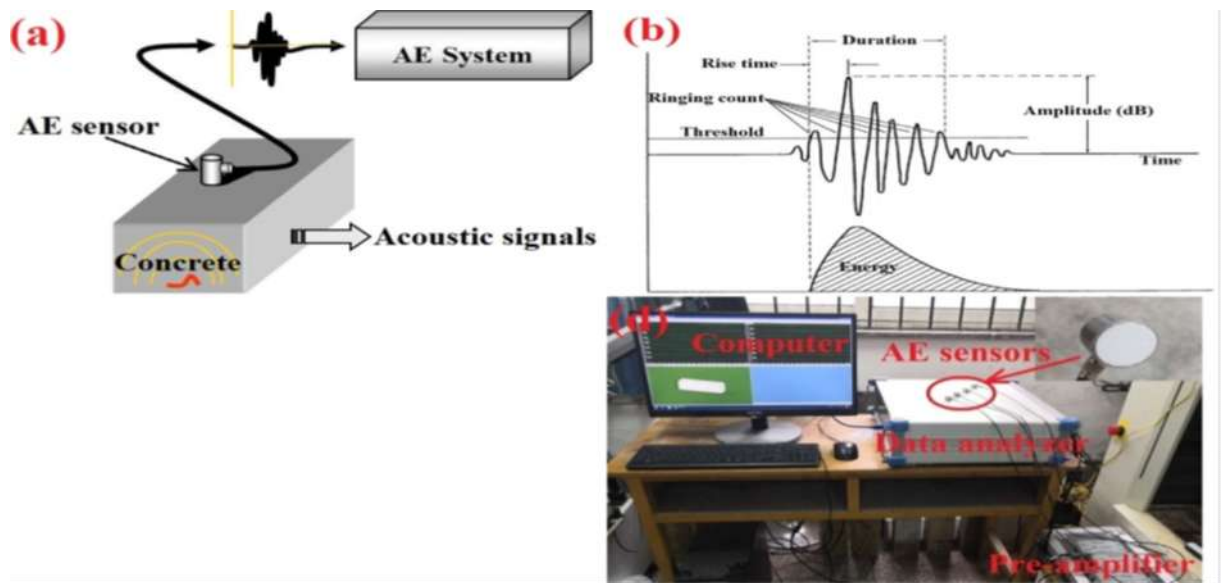 (a)
AE System
AE sensor
Acoustic signals
Concrete
(b)
Duration
Rise time
Ringing count
Amplitude (dB)
Threshold
Time
Energy
(d)
Computer
AE sensors
Data analyzer
Pre-amplifier